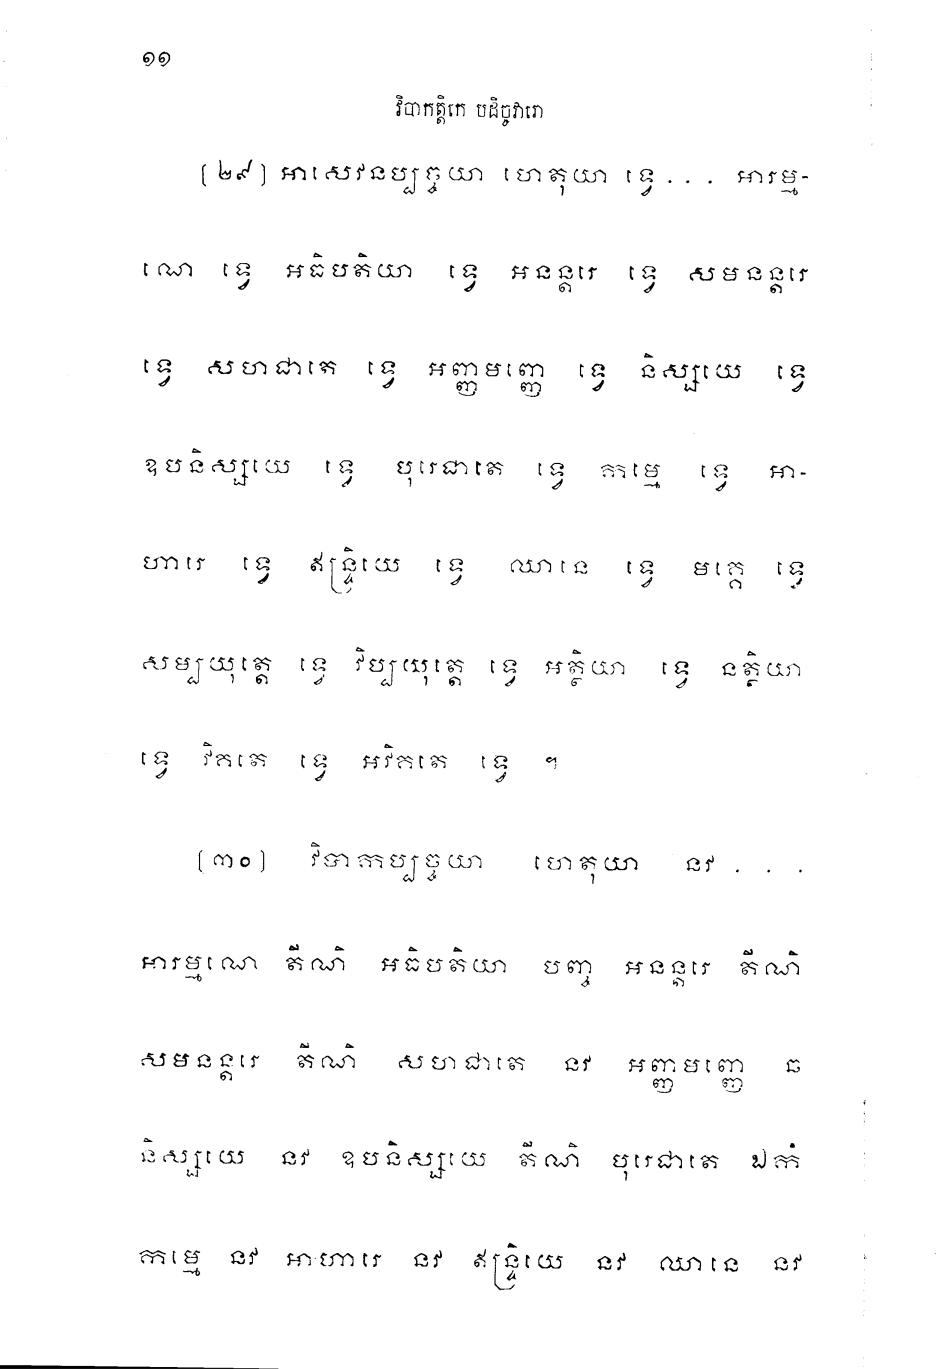 ១១
វិបាកត្តិកេ បដិច្ចវារោ
(២៩) អាសេវនប្បច្ចយា ហេតុយា ទ្វេ . . . អារម្ម-
ណេ ទ្វេ អធិបតិយា ទ្វេ អនន្តរេ ទ្វេ សមនន្តរេ
ទ្វេ សហជាតេ ទ្វេ អញ្ញមញ្ញេ ទ្វេ និស្សយេ ទ្វេ
ឧបនិស្សយេ ទ្វេ បុរេជាតេ ទ្វេ កម្មេ ទ្វេ អា-
ហារេ ទ្វេ ឥន្ទ្រិយេ ទ្វេ ឈានេ ទ្វេ មគ្គេ ទ្វេ
សម្បយុត្តេ ទ្វេ វិប្បយុត្តេ ទ្វេ អត្ថិយា ទ្វេ នត្ថិយា
ទ្វេ វិគតេ ទ្វេ អវិគតេ ទ្វេ ។
(៣០) វិបាកប្បច្ចយា ហេតុយា នវ . . .
អារម្មណេ តីណិ អធិបតិយា បញ្ច អនន្តរេ តីណិ
សមនន្តរេ តីណិ សហជាតេ នវ អញ្ញមញ្ញេ ឆ
និស្សយេ នវ ឧបនិស្សយេ តីណិ បុរេជាតេ ឯកំ
កម្មេ នវ អាហារេ នវ ឥន្ទ្រិយេ នវ ឈានេ នវ